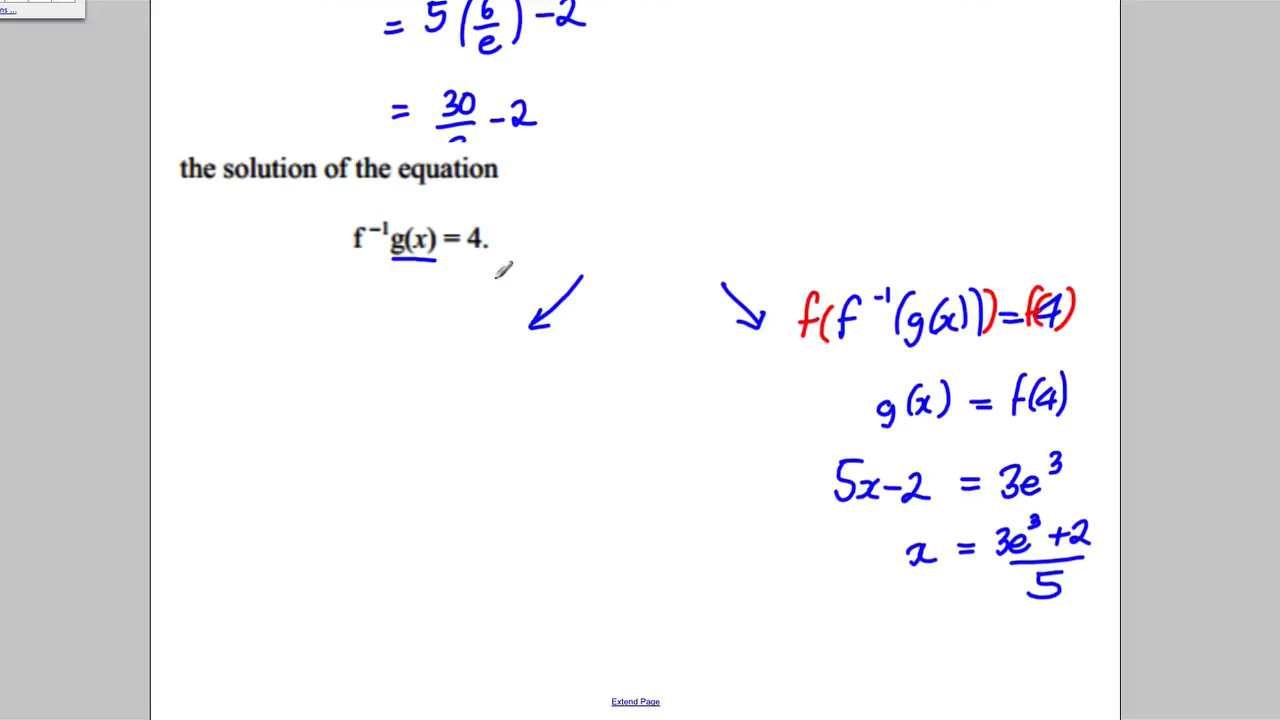 ns ...
= 5 (6/e) - 2
= 30/ - 2
the solution of the equation
f⁻¹g(x) = 4.
f(f⁻¹(g(x))) = f(4)
g(x) = f(4)
5x - 2 = 3e³
x = (3e³ + 2)/5
Extend Page